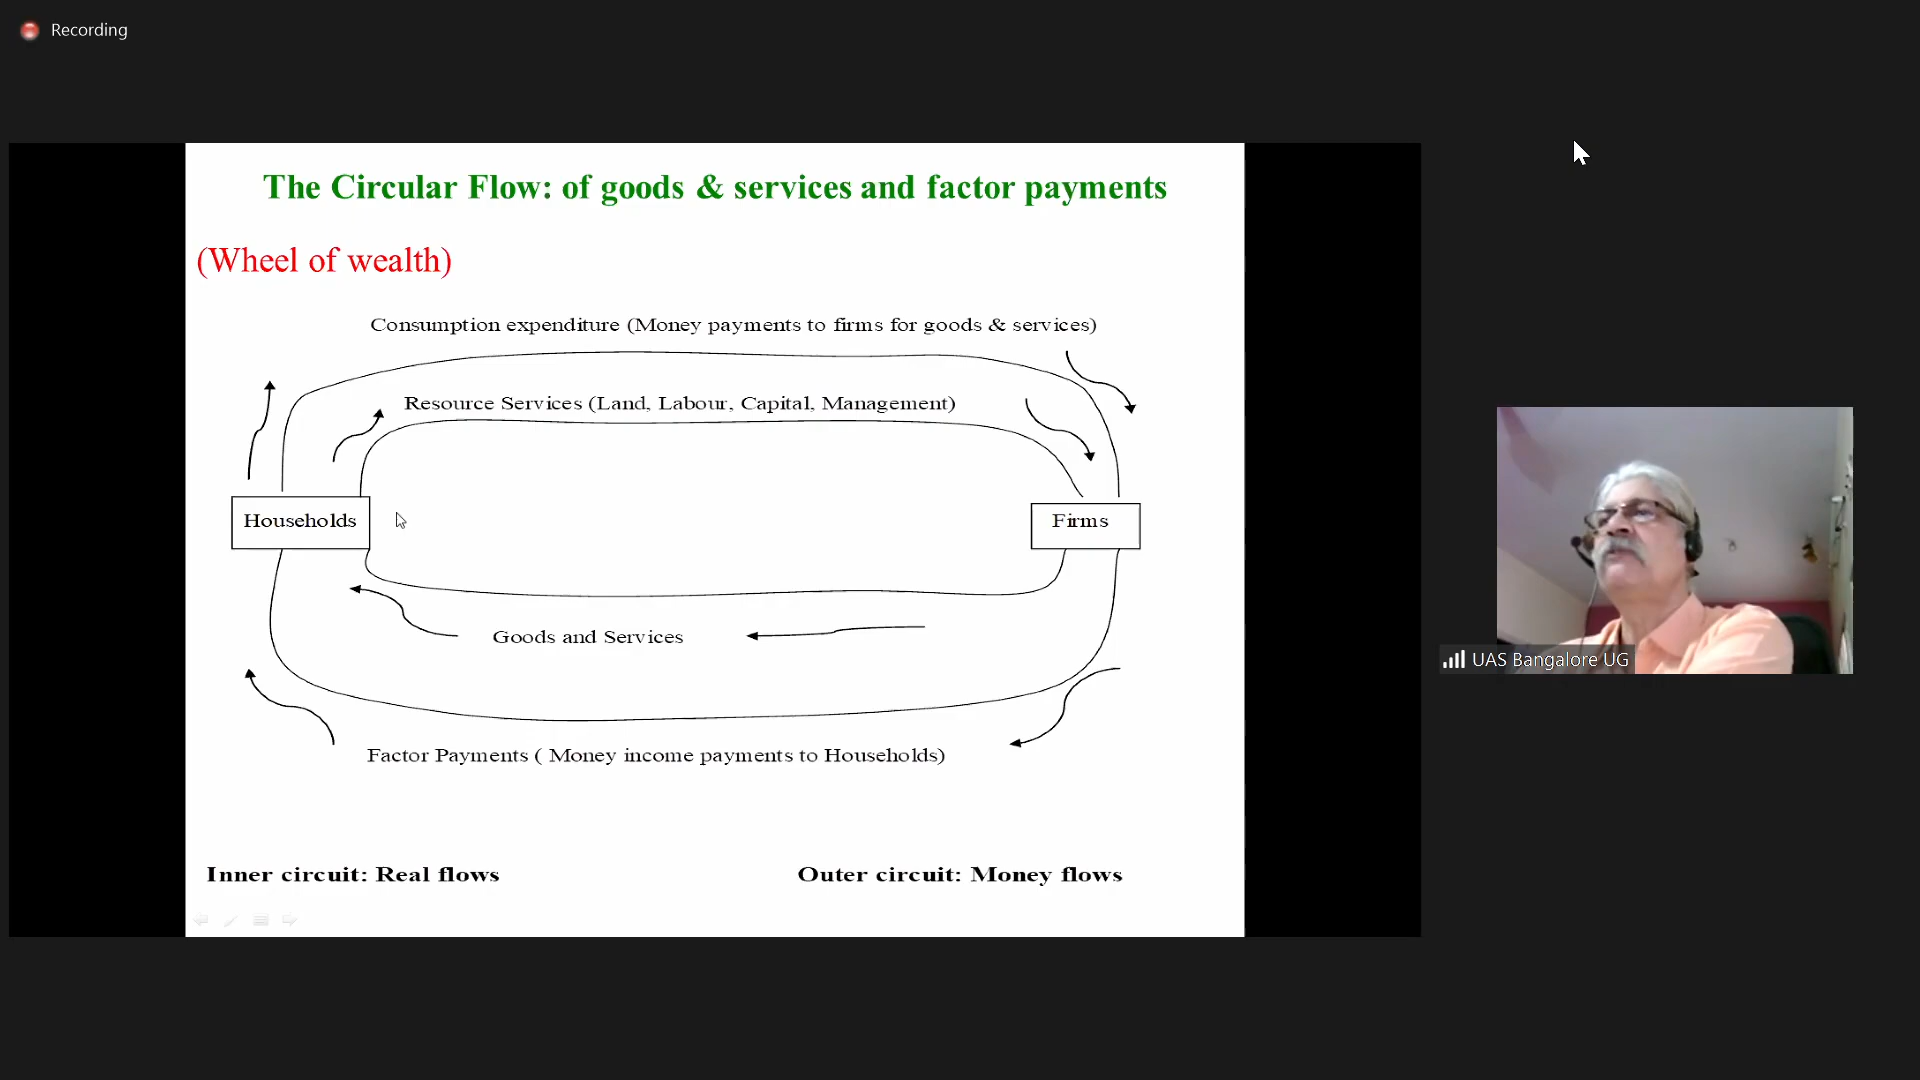 Recording
The Circular Flow: of goods & services and factor payments
(Wheel of wealth)
Consumption expenditure (Money payments to firms for goods & services)
Resource Services (Land, Labour, Capital, Management)
Households
Firms
Goods and Services
UAS Bangalore UG
Factor Payments ( Money income payments to Households)
Inner circuit: Real flows
Outer circuit: Money flows